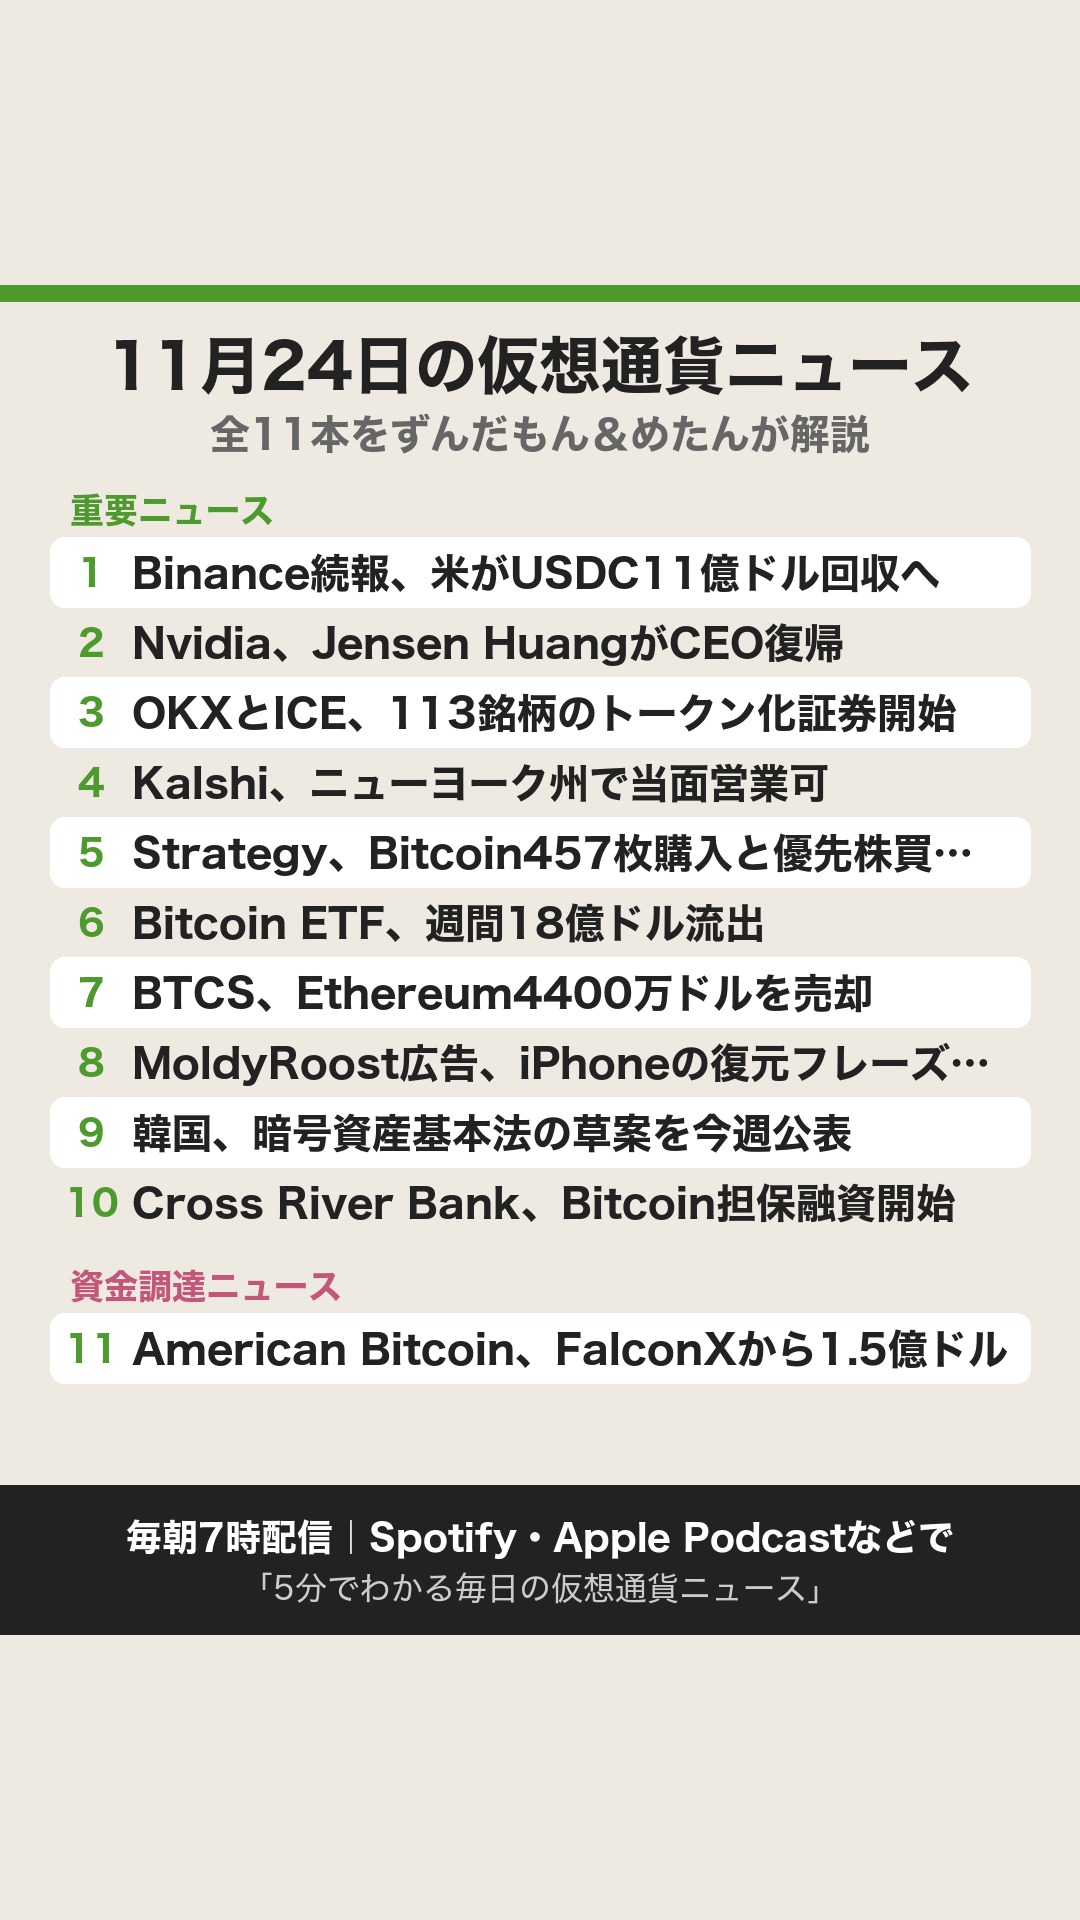 11月24日の仮想通貨ニュース
全11本をずんだもん＆めたんが解説
重要ニュース
1 Binance続報、米がUSDC11億ドル回収へ
2 Nvidia、Jensen HuangがCEO復帰
3 OKXとICE、113銘柄のトークン化証券開始
4 Kalshi、ニューヨーク州で当面営業可
5 Strategy、Bitcoin457枚購入と優先株買…
6 Bitcoin ETF、週間18億ドル流出
7 BTCS、Ethereum4400万ドルを売却
8 MoldyRoost広告、iPhoneの復元フレーズ…
9 韓国、暗号資産基本法の草案を今週公表
10 Cross River Bank、Bitcoin担保融資開始
資金調達ニュース
11 American Bitcoin、FalconXから1.5億ドル
毎朝7時配信｜Spotify・Apple Podcastなどで
「5分でわかる毎日の仮想通貨ニュース」